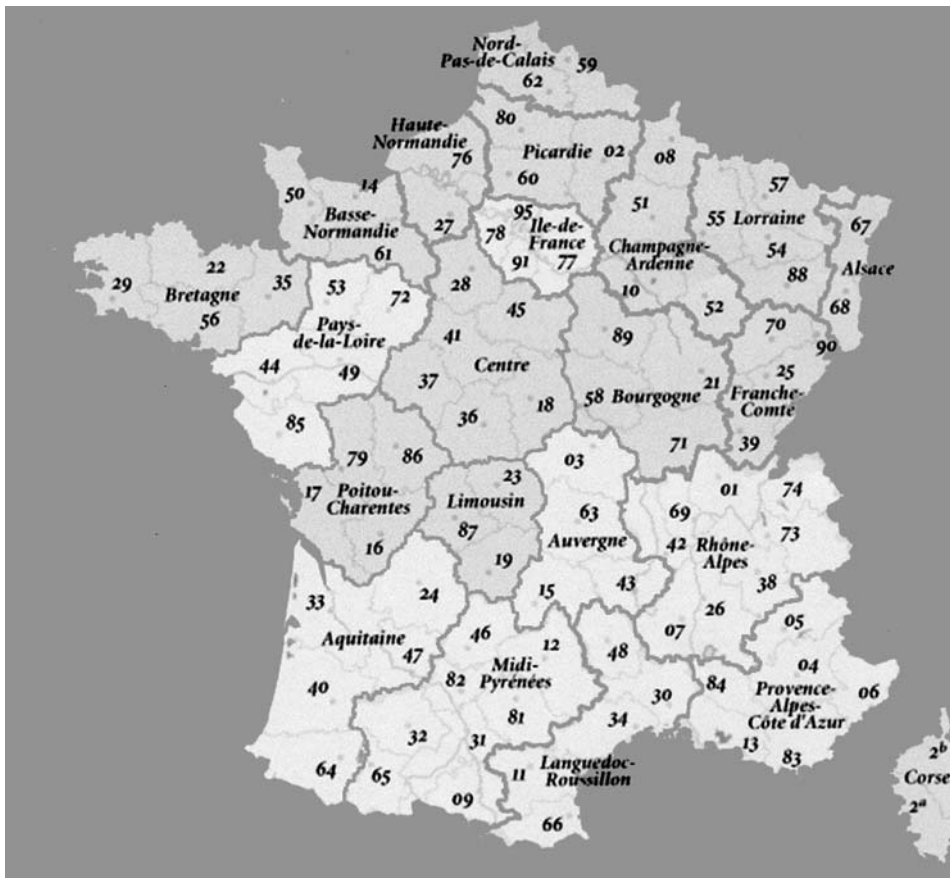 Nord-
Pas-de-Calais
59
62
80
Haute-
Normandie
76
Picardie
02
08
60
57
14
50
51
95
27
Basse-
Normandie
78
Ile-de-
France
55
Lorraine
67
61
91
77
Champagne-
Ardenne
54
Alsace
22
29
35
Bretagne
56
53
72
28
10
88
52
68
45
Pays-
de-la-Loire
41
89
70
90
44
49
37
Centre
25
58
Bourgogne
21
Franche-
Comté
85
36
18
71
39
79
86
03
23
01
74
17
Poitou-
Charentes
Limousin
63
69
87
Auvergne
42
Rhône-
Alpes
73
16
19
33
24
15
43
38
26
05
46
07
Aquitaine
47
12
48
04
Midi-
Pyrénées
82
40
30
84
Provence-
Alpes-
Côte d'Azur
06
81
34
32
31
13
83
2b
64
65
11
Languedoc-
Roussillon
Corse
09
2a
66